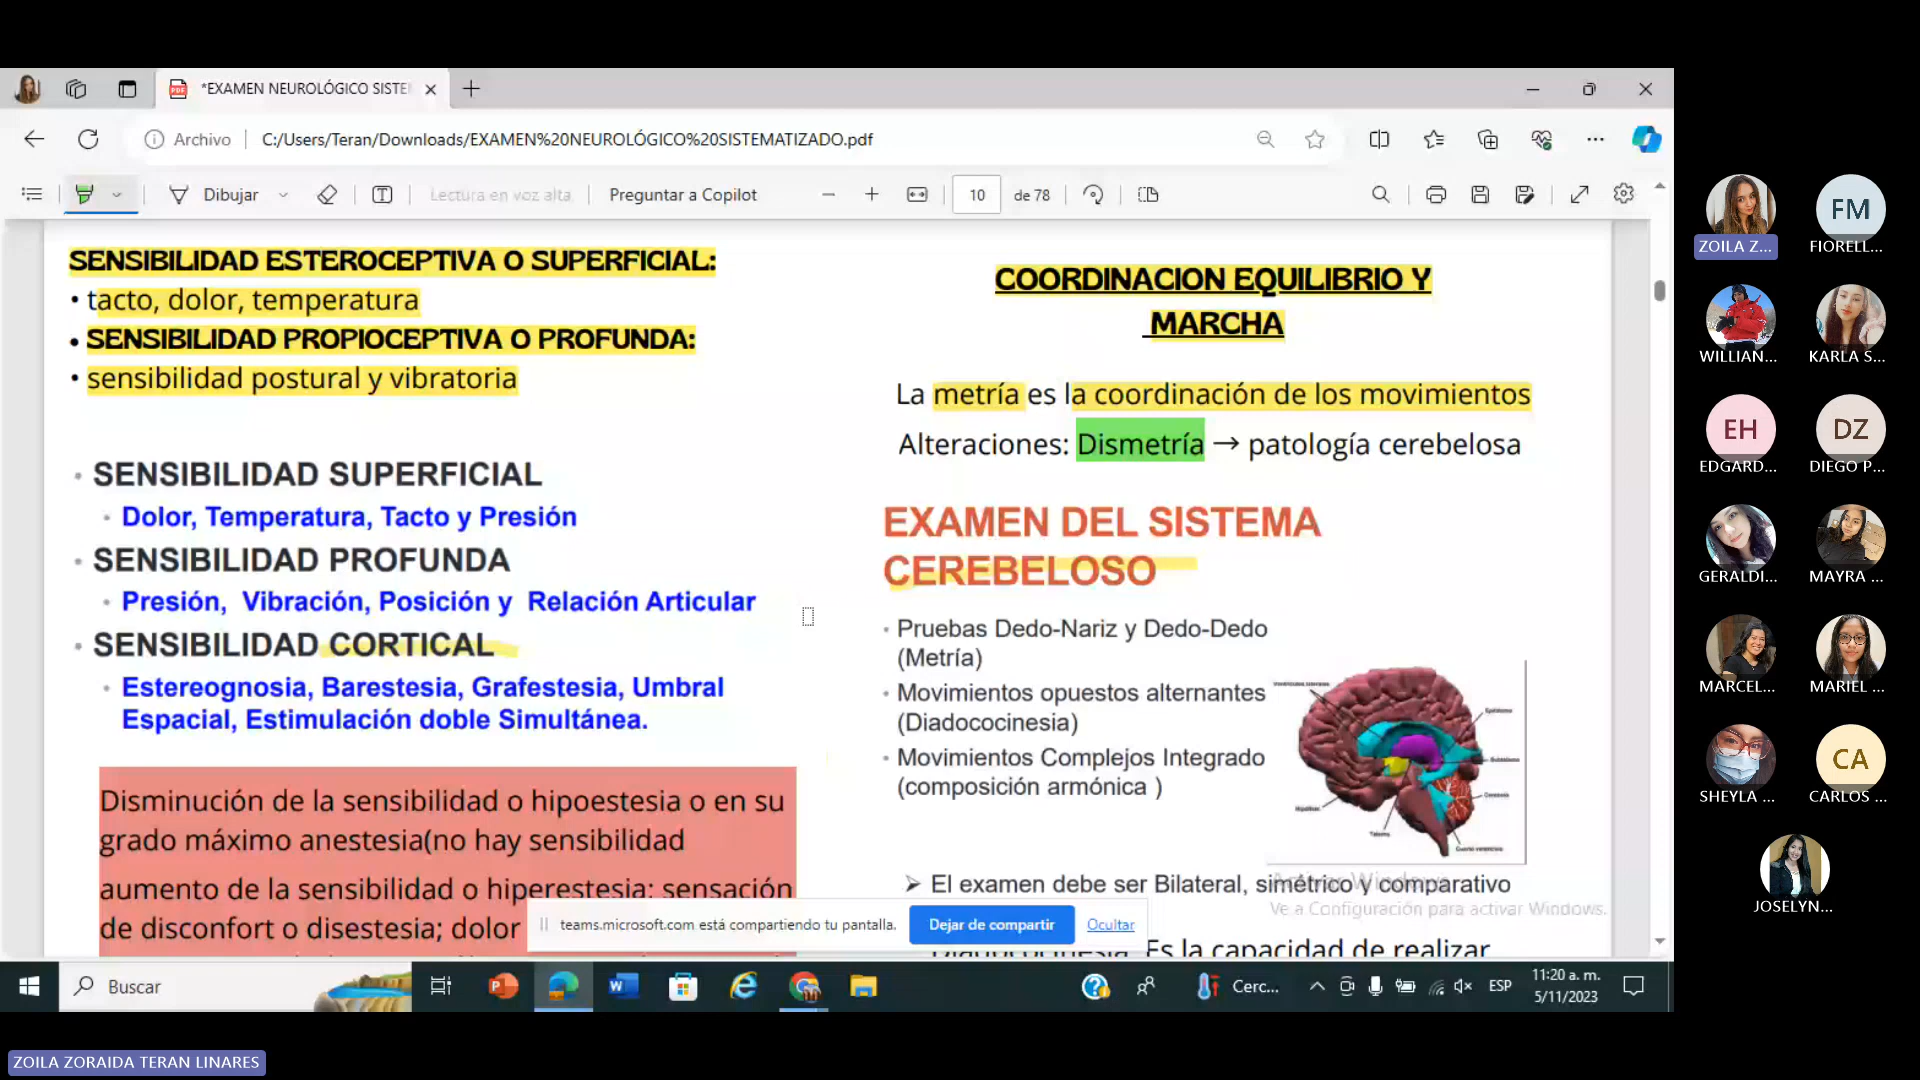 *EXAMEN NEUROLÓGICO SISTE
Archivo
C:/Users/Teran/Downloads/EXAMEN%20NEUROLÓGICO%20SISTEMATIZADO.pdf
Dibujar
Lectura en voz alta
Preguntar a Copilot
10
de 78
SENSIBILIDAD ESTEROCEPTIVA O SUPERFICIAL:
• tacto, dolor, temperatura
• SENSIBILIDAD PROPIOCEPTIVA O PROFUNDA:
• sensibilidad postural y vibratoria
• SENSIBILIDAD SUPERFICIAL
• Dolor, Temperatura, Tacto y Presión
• SENSIBILIDAD PROFUNDA
• Presión, Vibración, Posición y Relación Articular
• SENSIBILIDAD CORTICAL
• Estereognosia, Barestesia, Grafestesia, Umbral
Espacial, Estimulación doble Simultánea.
Disminución de la sensibilidad o hipoestesia o en su
grado máximo anestesia(no hay sensibilidad
aumento de la sensibilidad o hiperestesia: sensación
de disconfort o disestesia; dolor
COORDINACION EQUILIBRIO Y
MARCHA
La metría es la coordinación de los movimientos
Alteraciones: Dismetría → patología cerebelosa
EXAMEN DEL SISTEMA
CEREBELOSO
• Pruebas Dedo-Nariz y Dedo-Dedo
(Metría)
• Movimientos opuestos alternantes
(Diadococinesia)
• Movimientos Complejos Integrado
(composición armónica )
➢ El examen debe ser Bilateral, simétrico y comparativo
Activar Windows
Ve a Configuración para activar Windows.
Es la capacidad de realizar
teams.microsoft.com está compartiendo tu pantalla.
Dejar de compartir
Ocultar
Buscar
Cerc...
ESP
11:20 a. m.
5/11/2023
ZOILA Z...
FM
FIORELL...
WILLIAN...
KARLA S...
EH
EDGARD...
DZ
DIEGO P...
GERALDI...
MAYRA ...
MARCEL...
MARIEL ...
SHEYLA ...
CA
CARLOS ...
JOSELYN...
ZOILA ZORAIDA TERAN LINARES